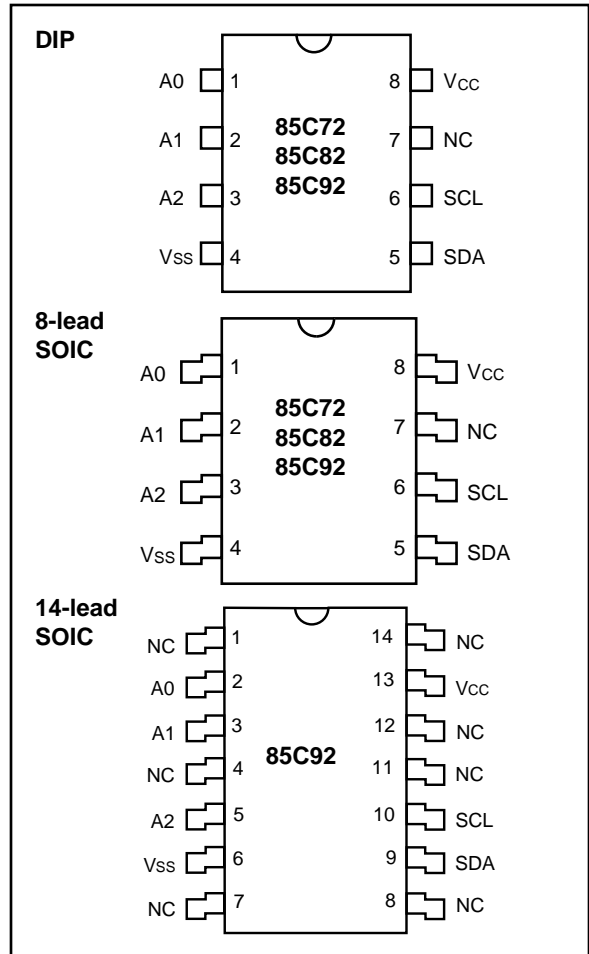 DIP
A0 1 8 VCC
A1 2 85C72 7 NC
85C82
A2 3 85C92 6 SCL
VSS 4 5 SDA
8-lead
SOIC
A0 1 8 VCC
A1 2 85C72 7 NC
85C82
A2 3 85C92 6 SCL
VSS 4 5 SDA
14-lead
SOIC
NC 1 14 NC
A0 2 13 VCC
A1 3 12 NC
NC 4 85C92 11 NC
A2 5 10 SCL
VSS 6 9 SDA
NC 7 8 NC